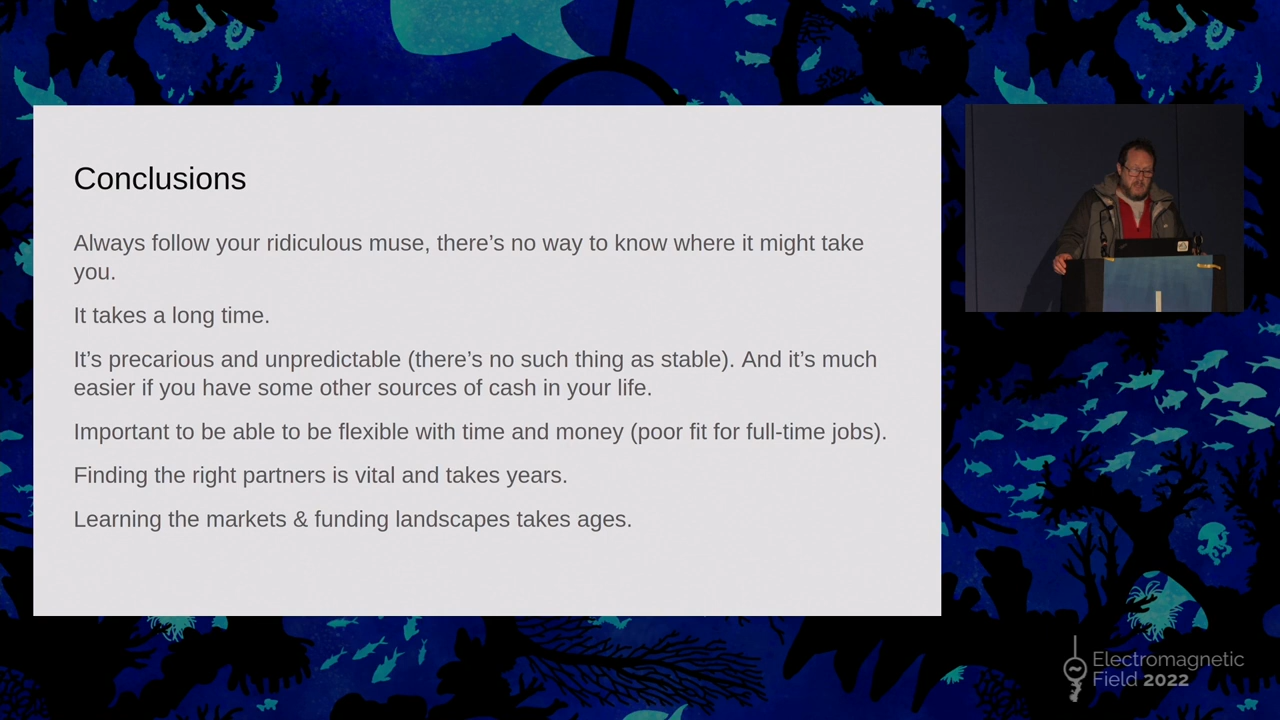 Conclusions
Always follow your ridiculous muse, there’s no way to know where it might take
you.
It takes a long time.
It’s precarious and unpredictable (there’s no such thing as stable). And it’s much
easier if you have some other sources of cash in your life.
Important to be able to be flexible with time and money (poor fit for full-time jobs).
Finding the right partners is vital and takes years.
Learning the markets & funding landscapes takes ages.
Electromagnetic
Field 2022